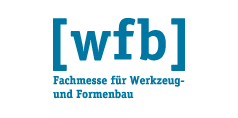 [wfb]
Fachmesse für Werkzeug-
und Formenbau